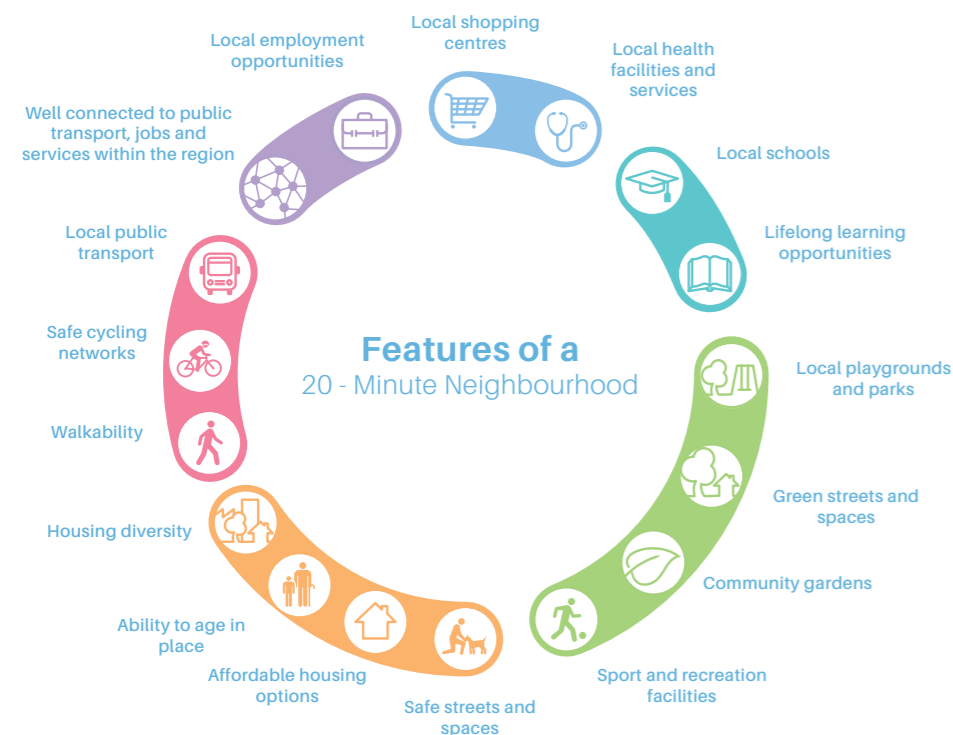 Features of a
20 - Minute Neighbourhood
Local shopping
centres
Local health
facilities and
services
Local schools
Lifelong learning
opportunities
Local playgrounds
and parks
Green streets and
spaces
Community gardens
Sport and recreation
facilities
Safe streets and
spaces
Affordable housing
options
Ability to age in
place
Housing diversity
Walkability
Safe cycling
networks
Local public
transport
Well connected to public
transport, jobs and
services within the region
Local employment
opportunities